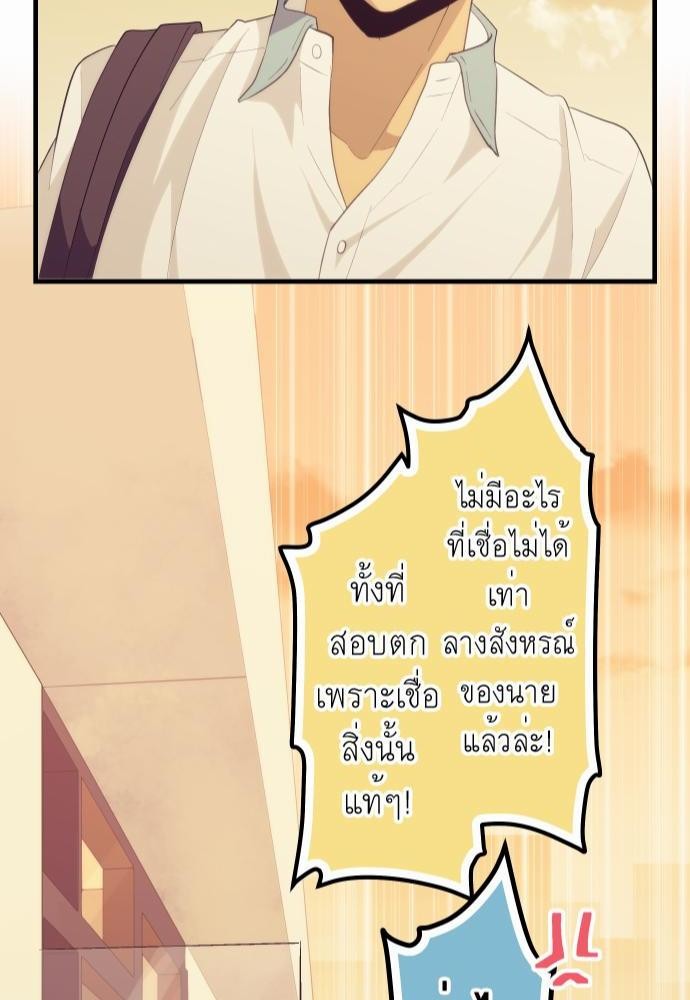 ไม่มีอะไร
ที่เชื่อไม่ได้
เท่า
ลางสังหรณ์
ของนาย
แล้วล่ะ!
ทั้งที่
สอบตก
เพราะเชื่อ
สิ่งนั้น
แท้ๆ!